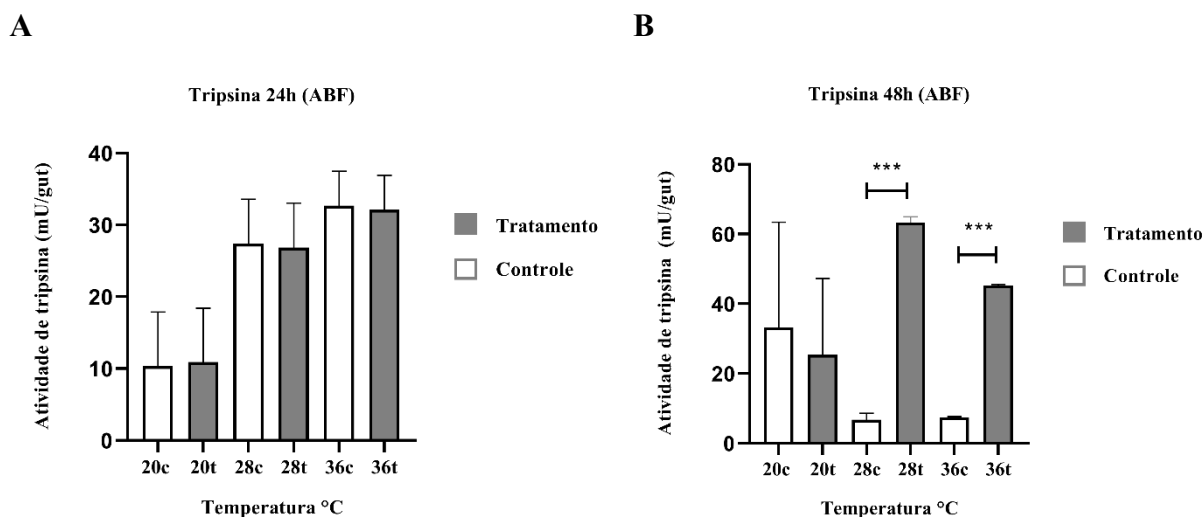 A
Tripsina 24h (ABF)
Atividade de tripsina (mU/gut)
40
30
20
10
0
20c 20t 28c 28t 36c 36t
Temperatura °C
Tratamento
Controle
B
Tripsina 48h (ABF)
Atividade de tripsina (mU/gut)
80
60
40
20
0
***
***
20c 20t 28c 28t 36c 36t
Temperatura °C
Tratamento
Controle